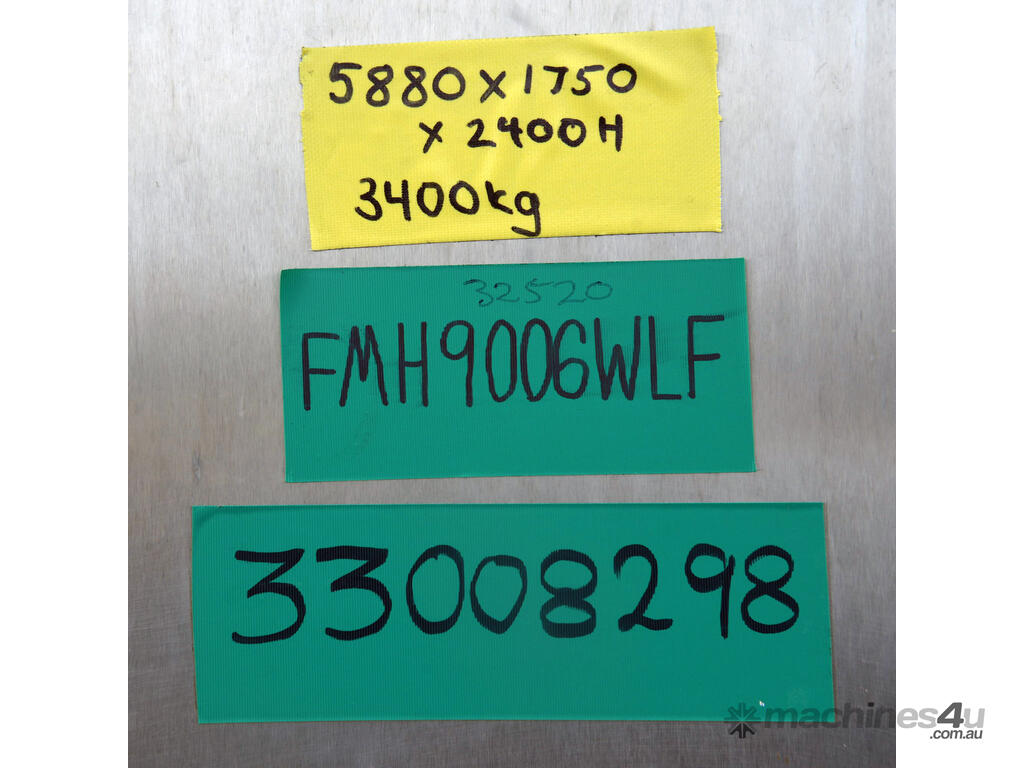 5880 x 1750
x 2400H
3400kg
32520
FMH9006WLF
33008298
machines4u
.com.au